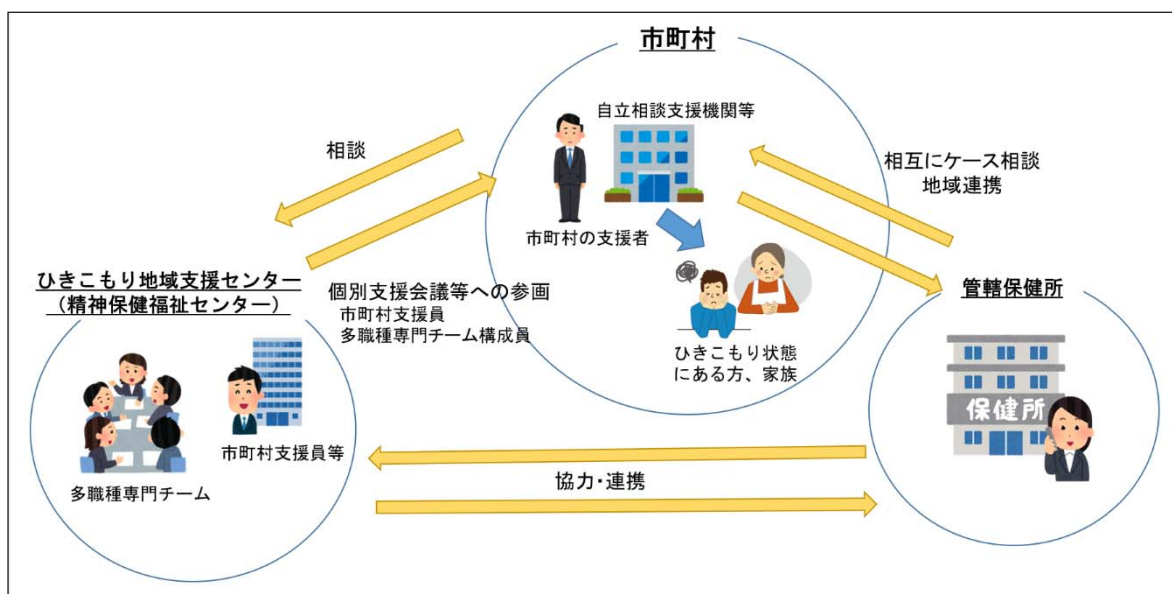 市町村
自立相談支援機関等
市町村の支援者
ひきこもり状態
にある方、家族
相談
相互にケース相談
地域連携
ひきこもり地域支援センター
（精神保健福祉センター）
個別支援会議等への参画
市町村支援員
多職種専門チーム構成員
市町村支援員等
多職種専門チーム
管轄保健所
保健所
協力・連携